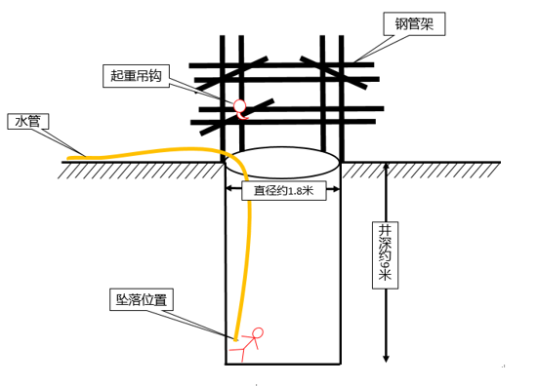 钢管架
起重吊钩
水管
直径约1.8米
井深约9米
坠落位置